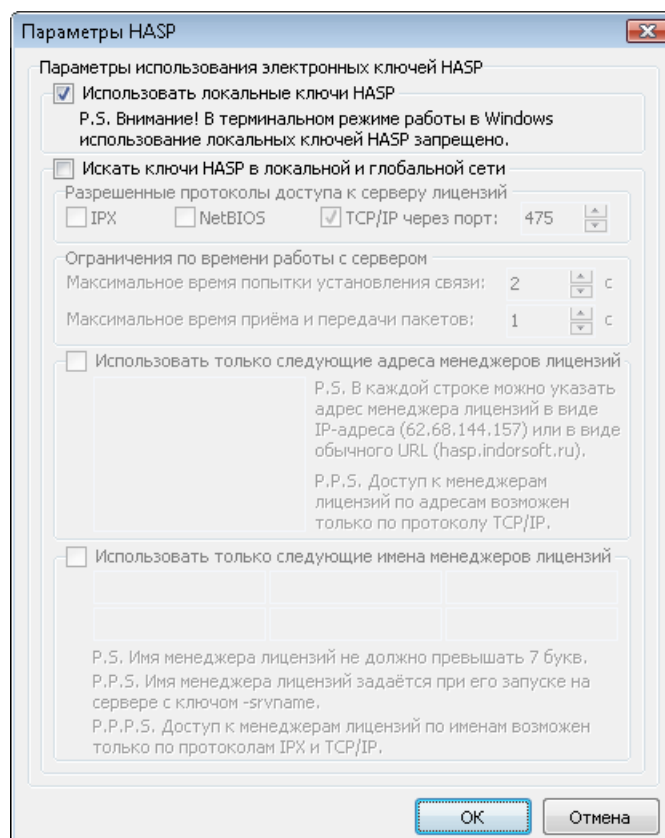 Параметры HASP
Параметры использования электронных ключей HASP
Использовать локальные ключи HASP
P.S. Внимание! В терминальном режиме работы в Windows
использование локальных ключей HASP запрещено.
Искать ключи HASP в локальной и глобальной сети
Разрешенные протоколы доступа к серверу лицензий
IPX NetBIOS TCP/IP через порт: 475
Ограничения по времени работы с сервером
Максимальное время попытки установления связи: 2 с
Максимальное время приёма и передачи пакетов: 1 с
Использовать только следующие адреса менеджеров лицензий
P.S. В каждой строке можно указать
адрес менеджера лицензий в виде
IP-адреса (62.68.144.157) или в виде
обычного URL (hasp.indorsoft.ru).
P.P.S. Доступ к менеджерам
лицензий по адресам возможен
только по протоколу TCP/IP.
Использовать только следующие имена менеджеров лицензий
P.S. Имя менеджера лицензий не должно превышать 7 букв.
P.P.S. Имя менеджера лицензий задаётся при его запуске на
сервере с ключом -srvname.
P.P.P.S. Доступ к менеджерам лицензий по именам возможен
только по протоколам IPX и TCP/IP.
ОК Отмена